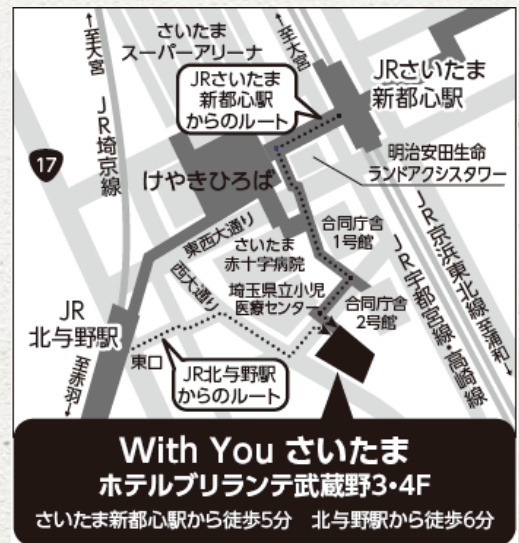 ←至大宮
さいたま
スーパーアリーナ
←至大宮
JRさいたま
新都心駅
JRさいたま
新都心駅
からのルート
JR埼京線
17
明治安田生命
ランドアクシスタワー
けやきひろば
東西大通り
さいたま
赤十字病院
合同庁舎
1号館
西大通り
埼玉県立小児
医療センター
合同庁舎
2号館
JR京浜東北線
至浦和→
JR宇都宮線・高崎線
JR
北与野駅
至赤羽→
東口
JR北与野駅
からのルート
With You さいたま
ホテルブリランテ武蔵野3・4F
さいたま新都心駅から徒歩5分 北与野駅から徒歩6分